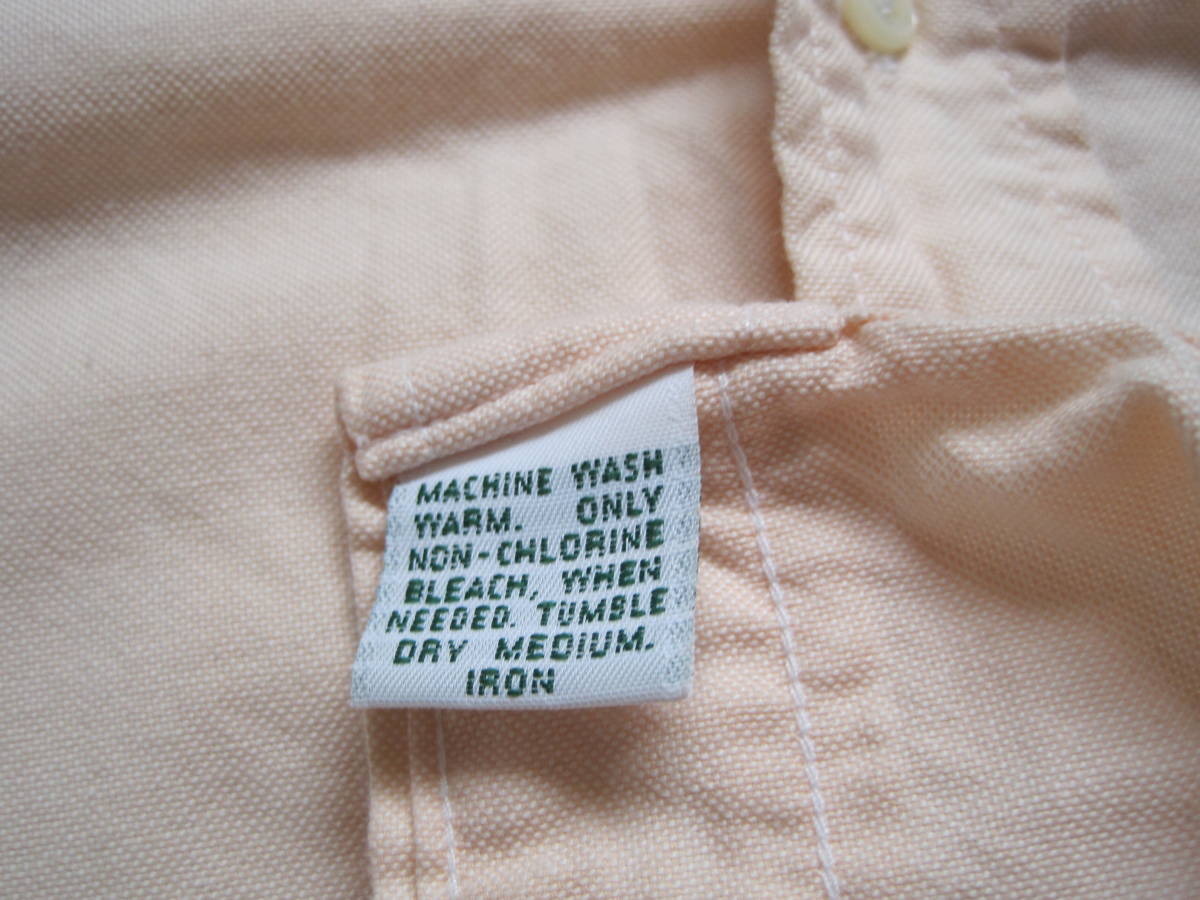 MACHINE WASH
WARM. ONLY
NON-CHLORINE
BLEACH, WHEN
NEEDED. TUMBLE
DRY MEDIUM.
IRON